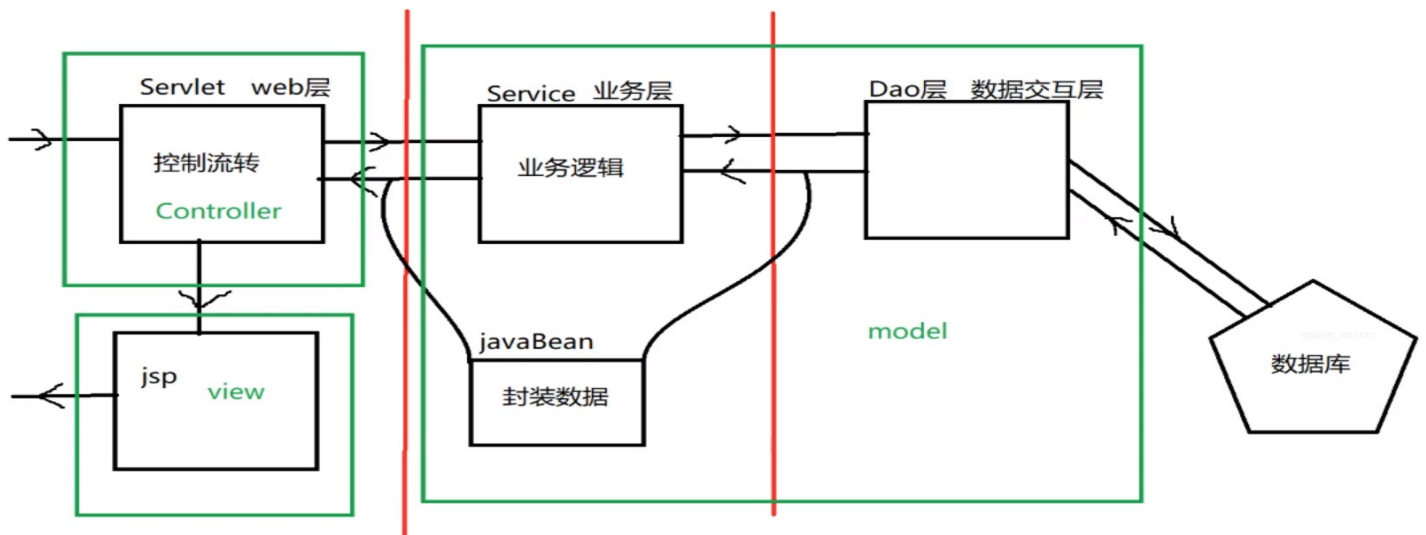 Servlet web层
控制流转
Controller
jsp
view
Service 业务层
业务逻辑
javaBean
封装数据
Dao层 数据交互层
model
数据库